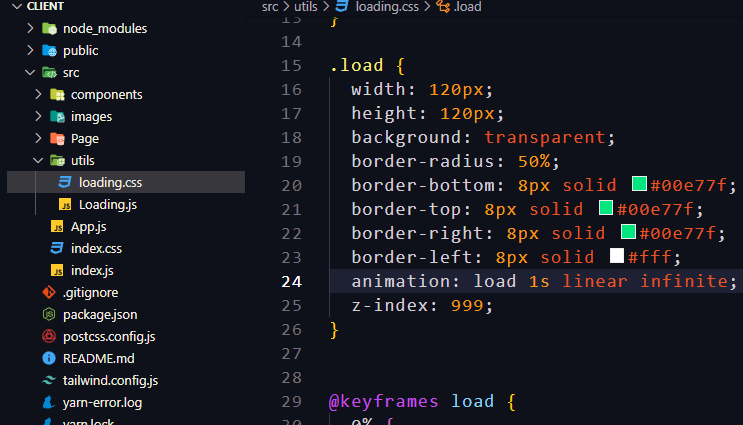 CLIENT
node_modules
public
src
components
images
Page
utils
loading.css
Loading.js
App.js
index.css
index.js
.gitignore
package.json
postcss.config.js
README.md
tailwind.config.js
yarn-error.log
yarn.lock
src > utils > loading.css > .load
13 }
14
15 .load {
16 width: 120px;
17 height: 120px;
18 background: transparent;
19 border-radius: 50%;
20 border-bottom: 8px solid #00e77f;
21 border-top: 8px solid #00e77f;
22 border-right: 8px solid #00e77f;
23 border-left: 8px solid #fff;
24 animation: load 1s linear infinite;
25 z-index: 999;
26 }
27
28
29 @keyframes load {
30 0% {